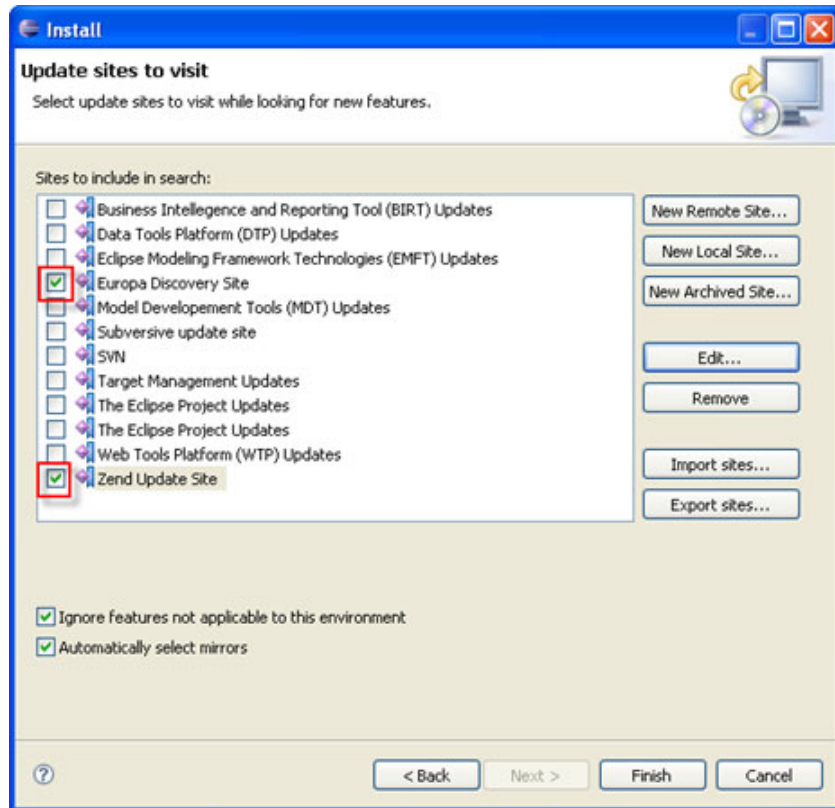 Install
Update sites to visit
Select update sites to visit while looking for new features.
Sites to include in search:
Business Intellegence and Reporting Tool (BIRT) Updates
Data Tools Platform (DTP) Updates
Eclipse Modeling Framework Technologies (EMFT) Updates
Europa Discovery Site
Model Developement Tools (MDT) Updates
Subversive update site
SVN
Target Management Updates
The Eclipse Project Updates
The Eclipse Project Updates
Web Tools Platform (WTP) Updates
Zend Update Site
New Remote Site...
New Local Site...
New Archived Site...
Edit...
Remove
Import sites...
Export sites...
Ignore features not applicable to this environment
Automatically select mirrors
? < Back Next > Finish Cancel